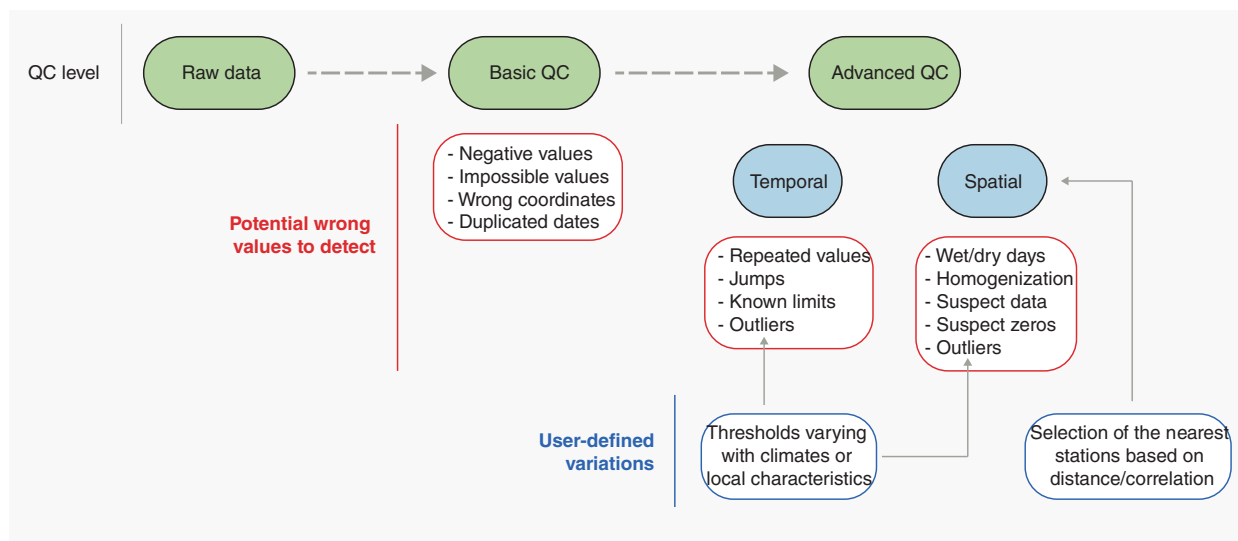 QC level
Raw data
Basic QC
Advanced QC
- Negative values
- Impossible values
- Wrong coordinates
- Duplicated dates
Temporal
Spatial
Potential wrong
values to detect
- Repeated values
- Jumps
- Known limits
- Outliers
- Wet/dry days
- Homogenization
- Suspect data
- Suspect zeros
- Outliers
User-defined
variations
Thresholds varying
with climates or
local characteristics
Selection of the nearest
stations based on
distance/correlation